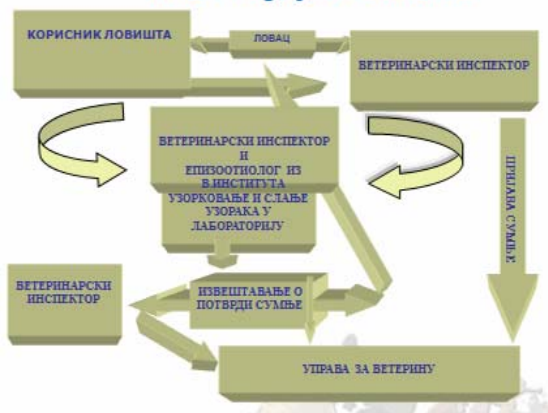 КОРИСНИК ЛОВИШТА
ЛОВАЦ
ВЕТЕРИНАРСКИ ИНСПЕКТОР
ВЕТЕРИНАРСКИ ИНСПЕКТОР
И
ЕПИЗООТИОЛОГ ИЗ
В.ИНСТИТУТА
УЗОРКОВАЊЕ И СЛАЊЕ
УЗОРАКА У
ЛАБОРАТОРИЈУ
ПРИЈАВА СУМЊЕ
ВЕТЕРИНАРСКИ
ИНСПЕКТОР
ИЗВЕШТАВАЊЕ О
ПОТВРДИ СУМЊЕ
УПРАВА ЗА ВЕТЕРИНУ